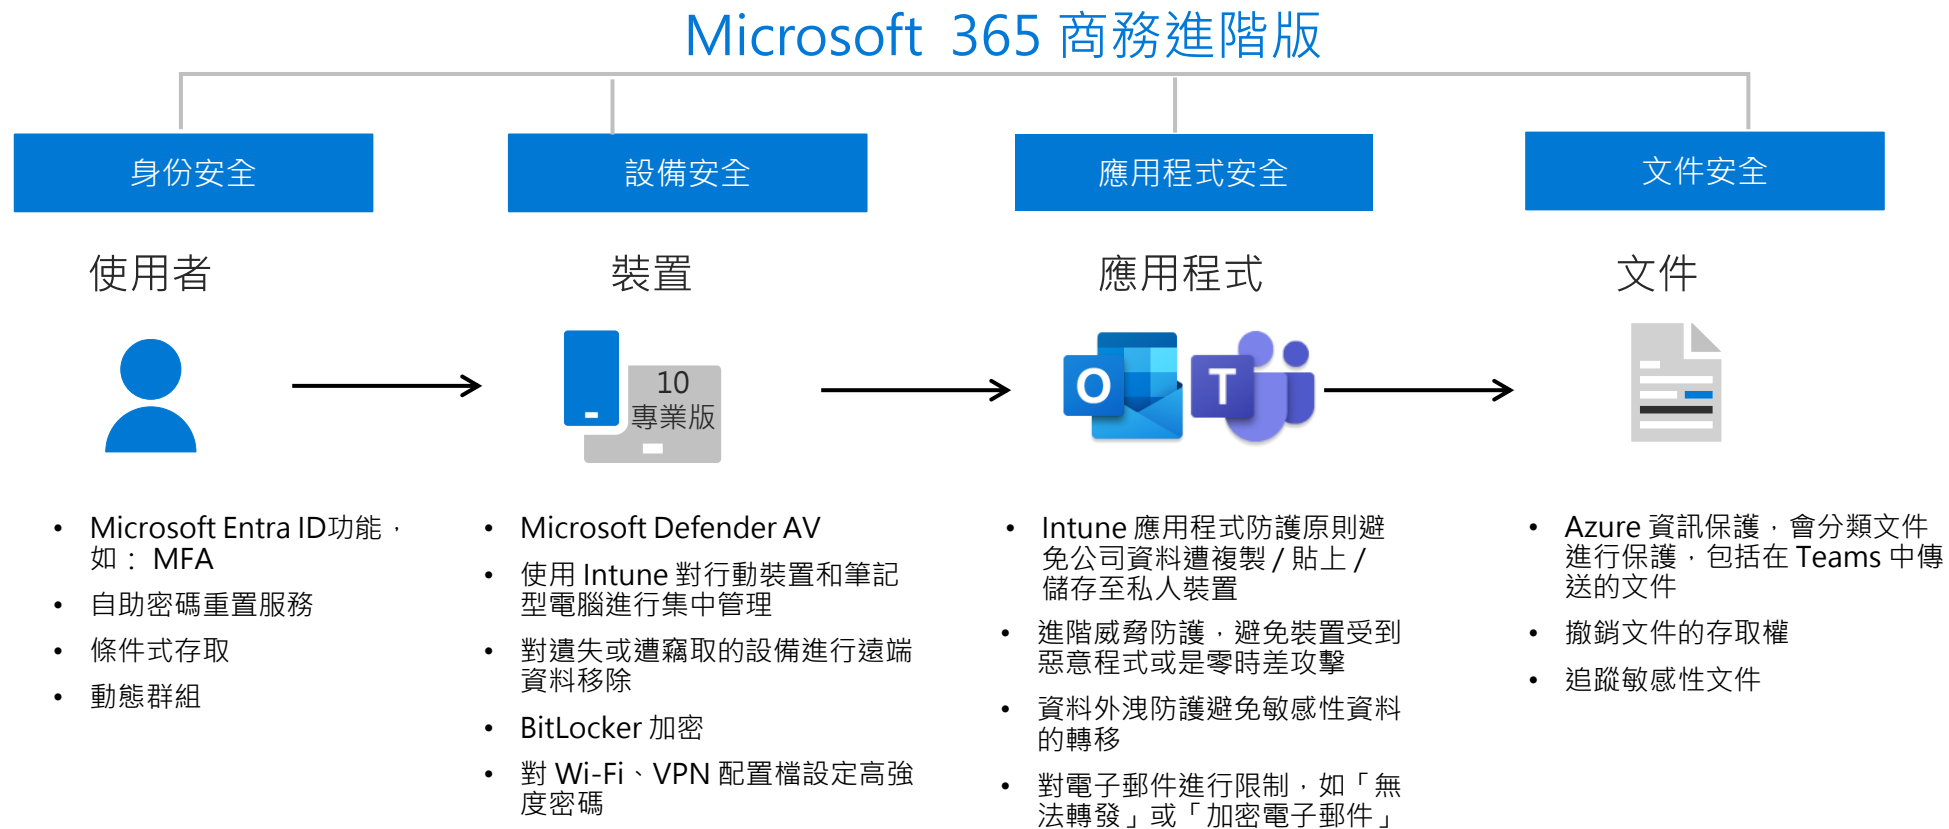 Microsoft 365 商務進階版
身份安全
設備安全
應用程式安全
文件安全
使用者
裝置
應用程式
文件
10
專業版
O
T
• Microsoft Entra ID功能，
如： MFA
• 自助密碼重置服務
• 條件式存取
• 動態群組
• Microsoft Defender AV
• 使用 Intune 對行動裝置和筆記
型電腦進行集中管理
• 對遺失或遭竊取的設備進行遠端
資料移除
• BitLocker 加密
• 對 Wi-Fi、VPN 配置檔設定高強
度密碼
• Intune 應用程式防護原則避
免公司資料遭複製 / 貼上 /
儲存至私人裝置
• 進階威脅防護，避免裝置受到
惡意程式或是零時差攻擊
• 資料外洩防護避免敏感性資料
的轉移
• 對電子郵件進行限制，如「無
法轉發」或「加密電子郵件」
• Azure 資訊保護，會分類文件
進行保護，包括在 Teams 中傳
送的文件
• 撤銷文件的存取權
• 追蹤敏感性文件